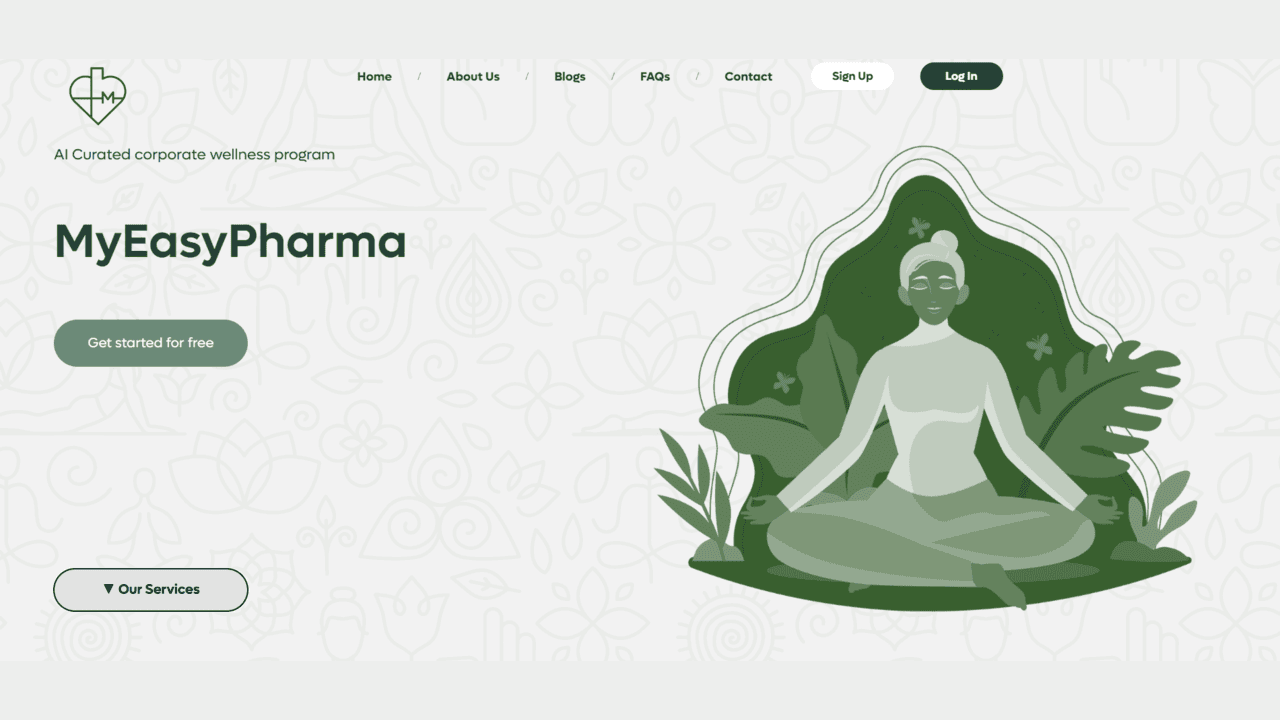 M
Home / About Us / Blogs / FAQs / Contact Sign Up Log In
AI Curated corporate wellness program
MyEasyPharma
Get started for free
▼ Our Services